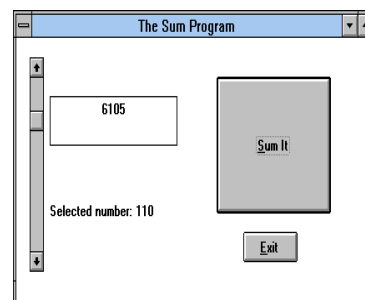 The Sum Program
6105
Sum It
Selected number: 110
Exit